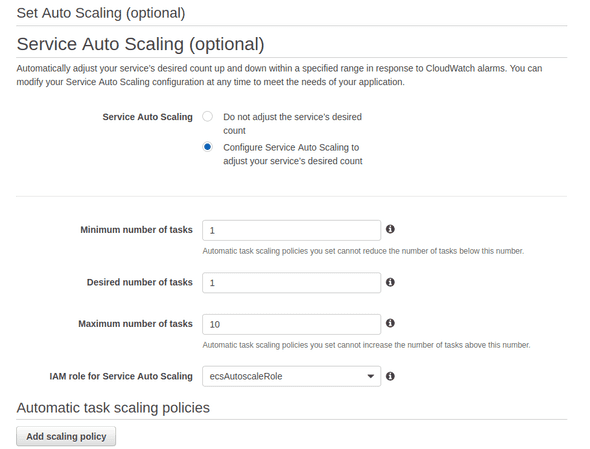 Set Auto Scaling (optional)
Service Auto Scaling (optional)
Automatically adjust your service's desired count up and down within a specified range in response to CloudWatch alarms. You can
modify your Service Auto Scaling configuration at any time to meet the needs of your application.
Service Auto Scaling
Do not adjust the service's desired
count
Configure Service Auto Scaling to
adjust your service's desired count
Minimum number of tasks 1
Automatic task scaling policies you set cannot reduce the number of tasks below this number.
Desired number of tasks 1
Maximum number of tasks 10
Automatic task scaling policies you set cannot increase the number of tasks above this number.
IAM role for Service Auto Scaling ecsAutoscaleRole
Automatic task scaling policies
Add scaling policy